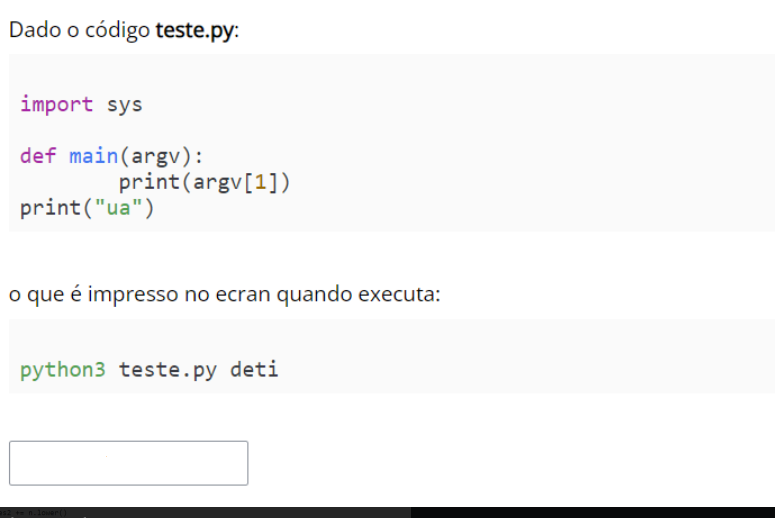 Dado o código teste.py:
import sys
def main(argv):
print(argv[1])
print("ua")
o que é impresso no ecran quando executa:
python3 teste.py deti